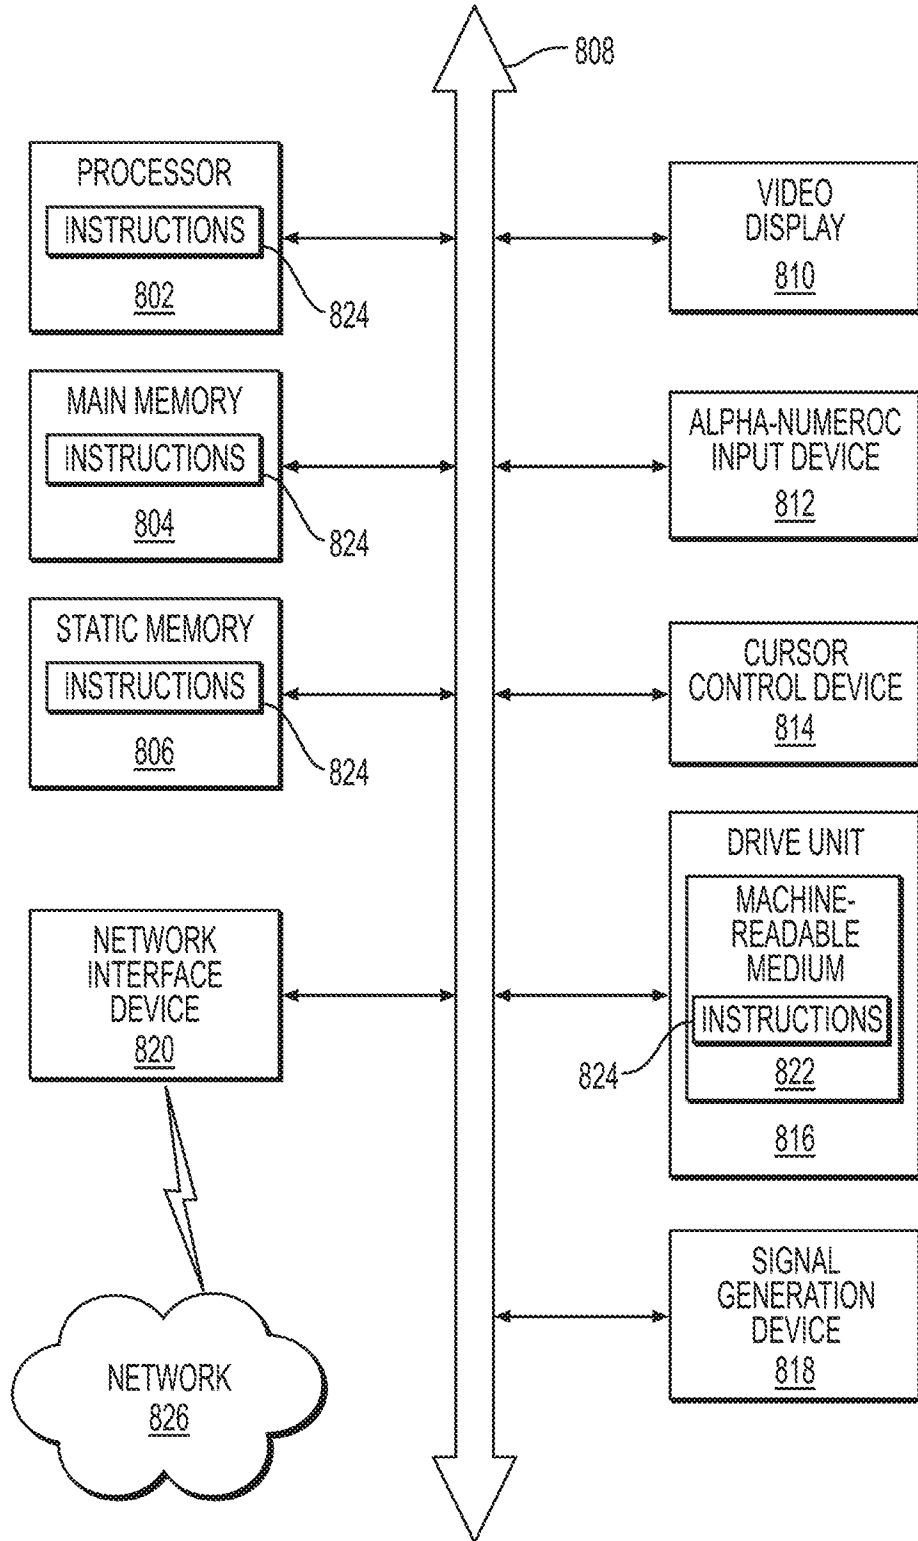 808
PROCESSOR
INSTRUCTIONS
802
824
MAIN MEMORY
INSTRUCTIONS
804
824
STATIC MEMORY
INSTRUCTIONS
806
824
NETWORK
INTERFACE
DEVICE
820
NETWORK
826
VIDEO
DISPLAY
810
ALPHA-NUMEROC
INPUT DEVICE
812
CURSOR
CONTROL DEVICE
814
DRIVE UNIT
MACHINE-
READABLE
MEDIUM
INSTRUCTIONS
824
822
816
SIGNAL
GENERATION
DEVICE
818